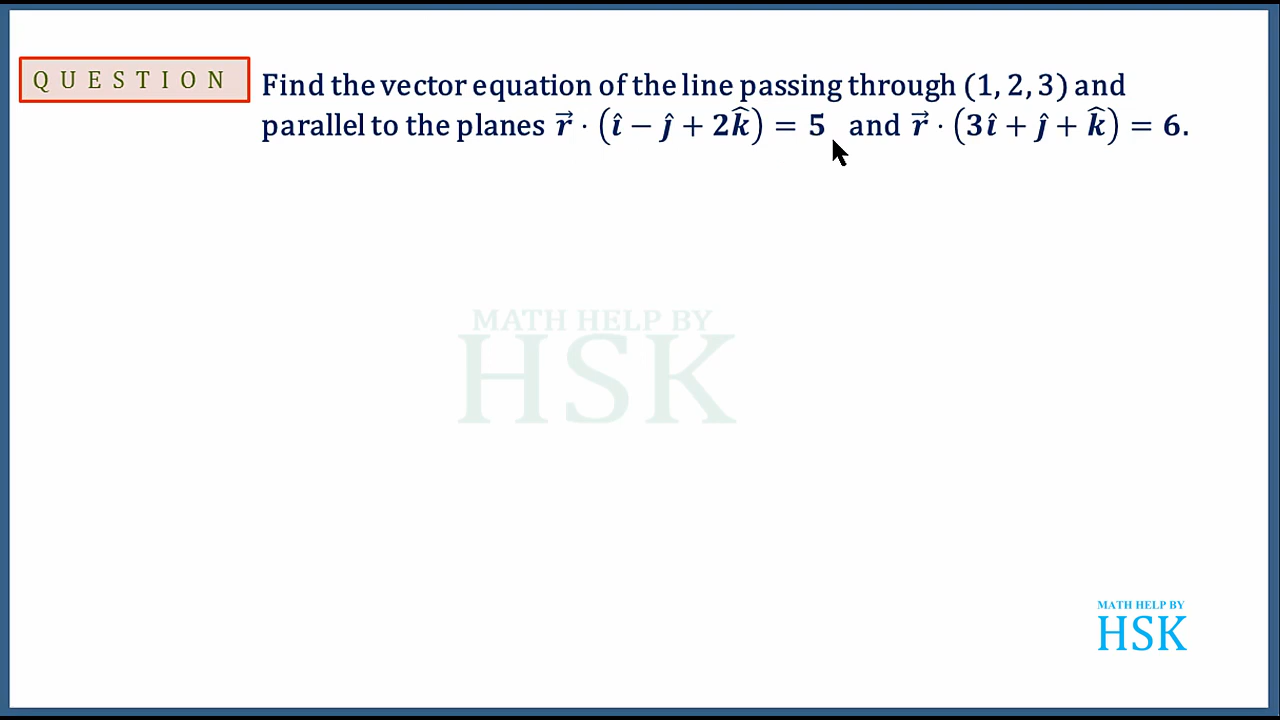 QUESTION
Find the vector equation of the line passing through (1, 2, 3) and
parallel to the planes r⃗ · (î − ĵ + 2k̂) = 5 and r⃗ · (3î + ĵ + k̂) = 6.
MATH HELP BY
HSK
MATH HELP BY
HSK